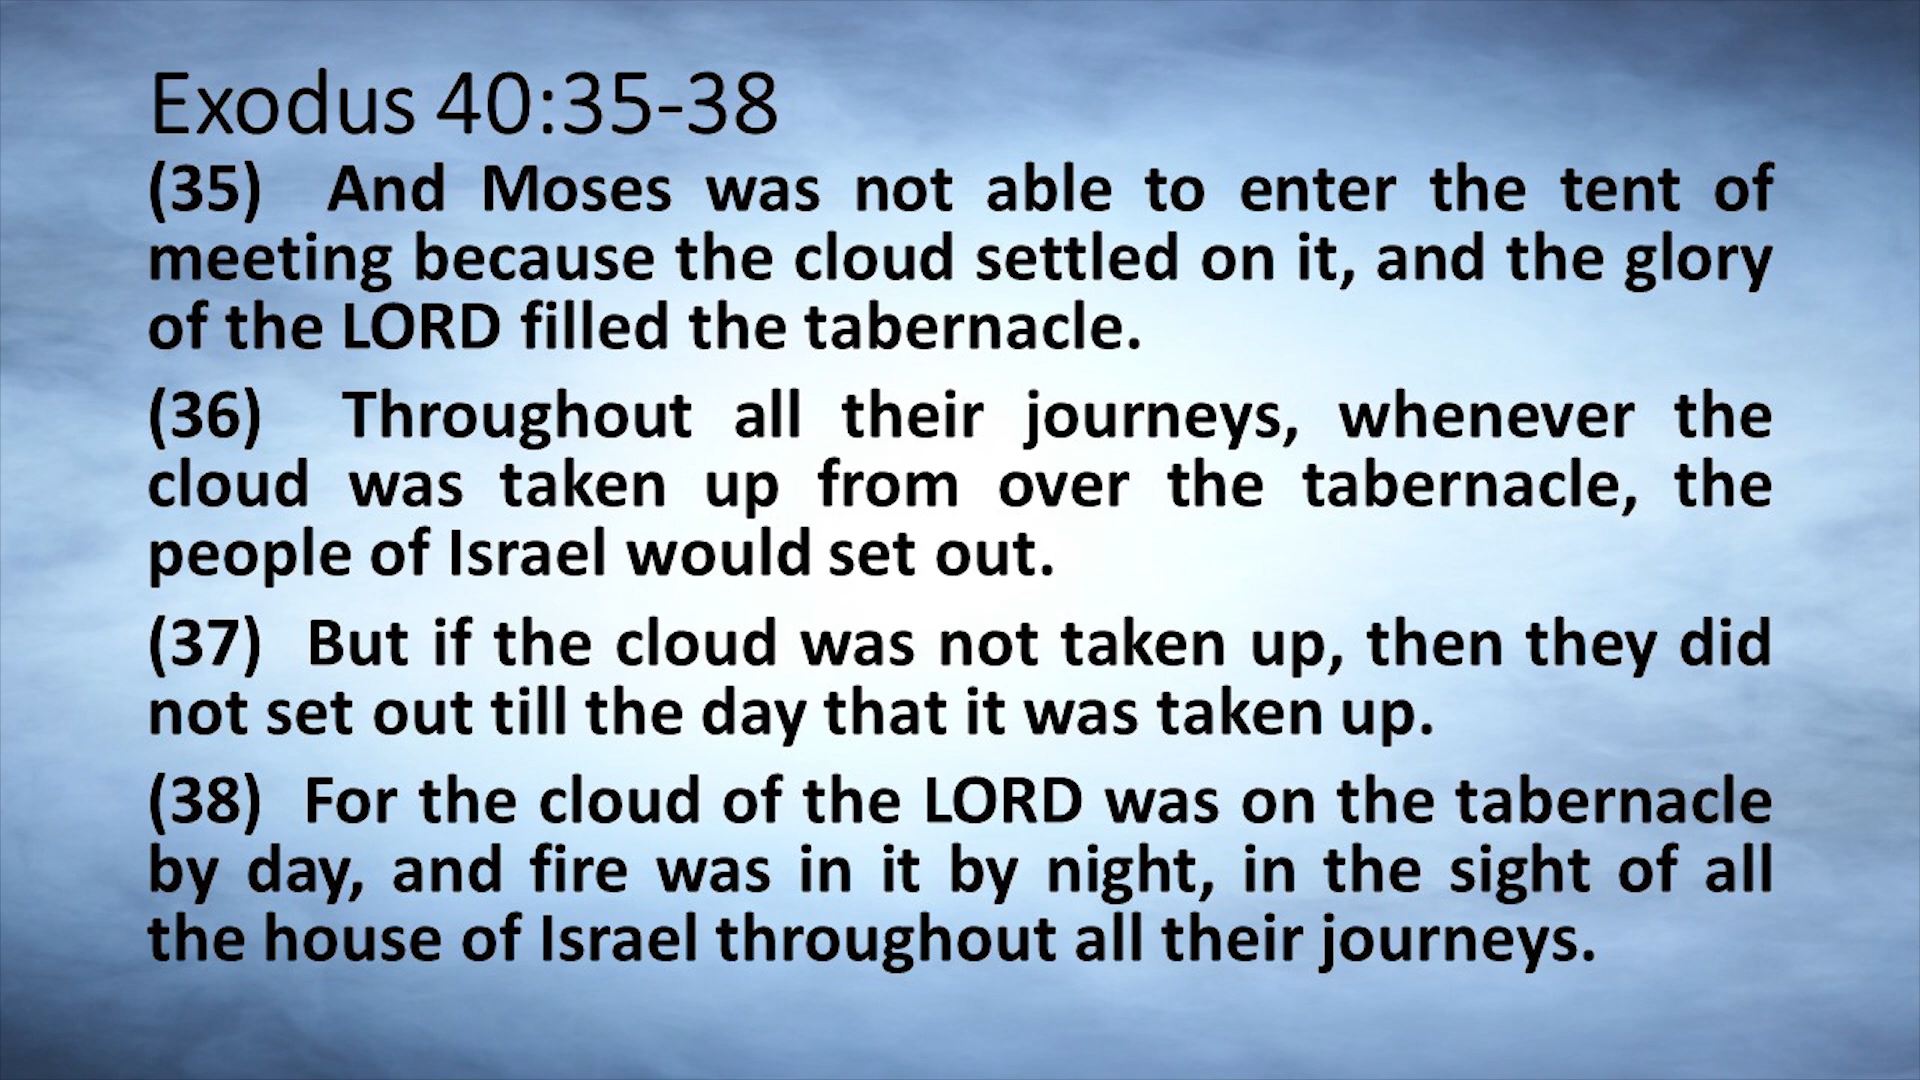 Exodus 40:35-38
(35) And Moses was not able to enter the tent of
meeting because the cloud settled on it, and the glory
of the LORD filled the tabernacle.
(36) Throughout all their journeys, whenever the
cloud was taken up from over the tabernacle, the
people of Israel would set out.
(37) But if the cloud was not taken up, then they did
not set out till the day that it was taken up.
(38) For the cloud of the LORD was on the tabernacle
by day, and fire was in it by night, in the sight of all
the house of Israel throughout all their journeys.